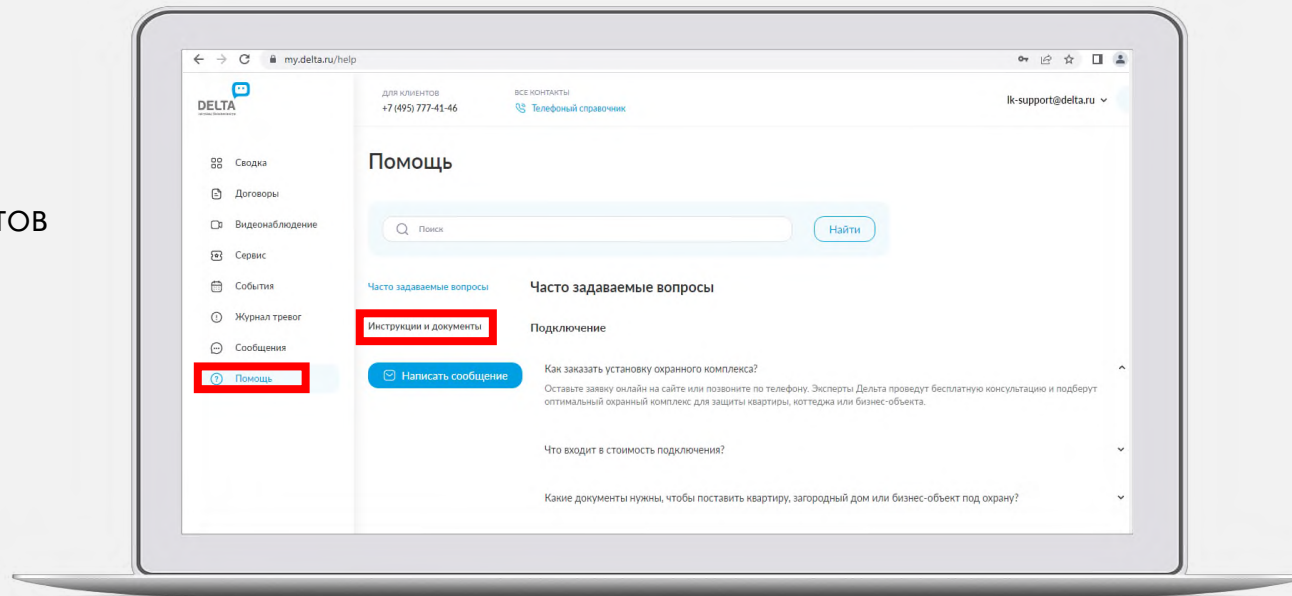 my.delta.ru/help
DELTA
ДЛЯ КЛИЕНТОВ
+7 (495) 777-41-46
ВСЕ КОНТАКТЫ
Телефоный справочник
lk-support@delta.ru
Сводка
Договоры
Видеонаблюдение
Сервис
События
Журнал тревог
Сообщения
Помощь
ТОВ
Помощь
Поиск
Найти
Часто задаваемые вопросы
Инструкции и документы
Написать сообщение
Часто задаваемые вопросы
Подключение
Как заказать установку охранного комплекса?
Оставьте заявку онлайн на сайте или позвоните по телефону. Эксперты Дельта проведут бесплатную консультацию и подберут
оптимальный охранный комплекс для защиты квартиры, коттеджа или бизнес-объекта.
Что входит в стоимость подключения?
Какие документы нужны, чтобы поставить квартиру, загородный дом или бизнес-объект под охрану?